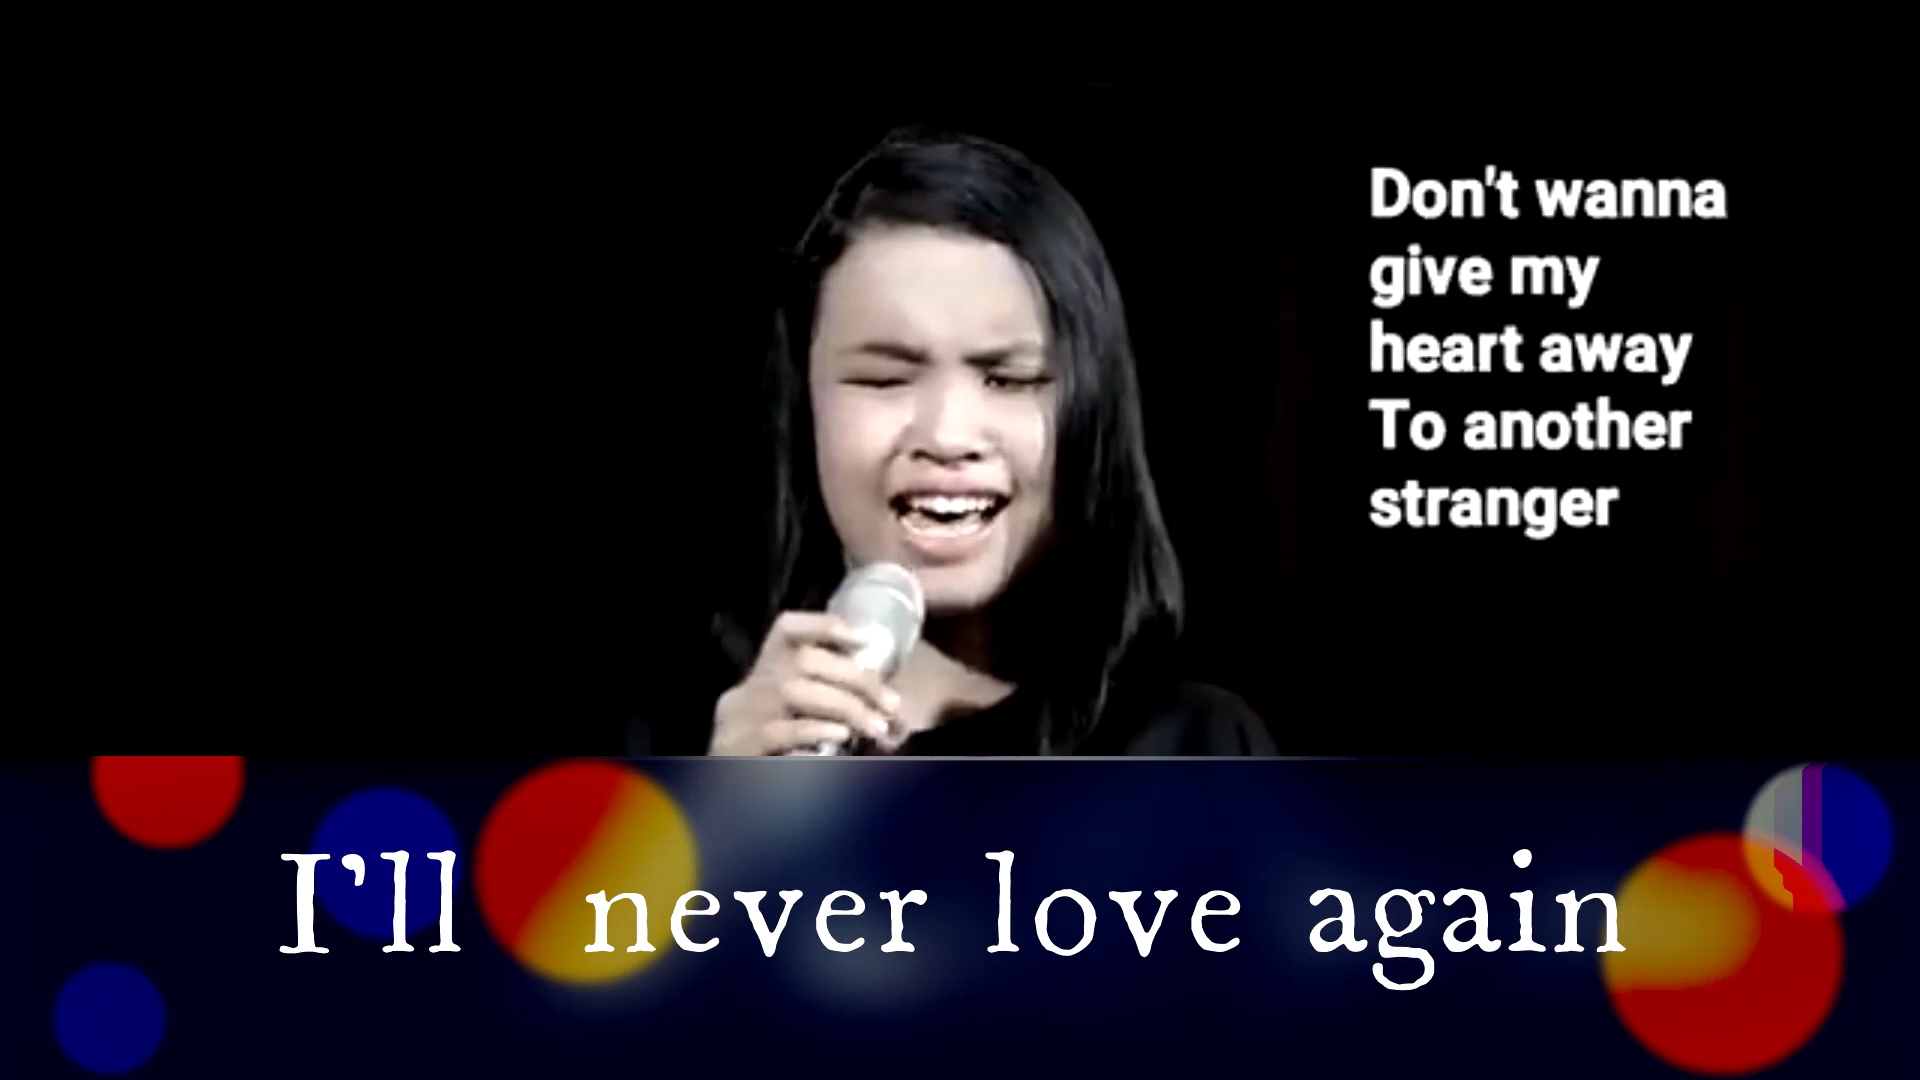 Don't wanna
give my
heart away
To another
stranger
I'll never love again